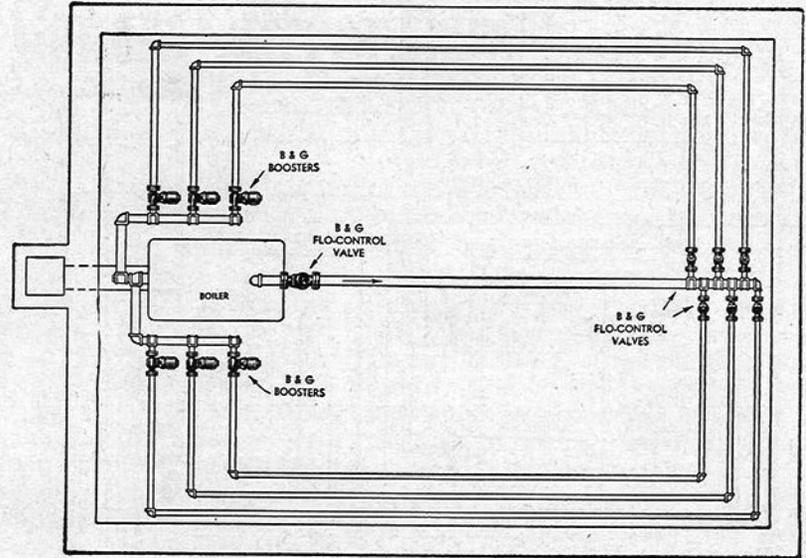 B & G
BOOSTERS
B & G
FLO-CONTROL
VALVE
BOILER
B & G
FLO-CONTROL
VALVES
B & G
BOOSTERS